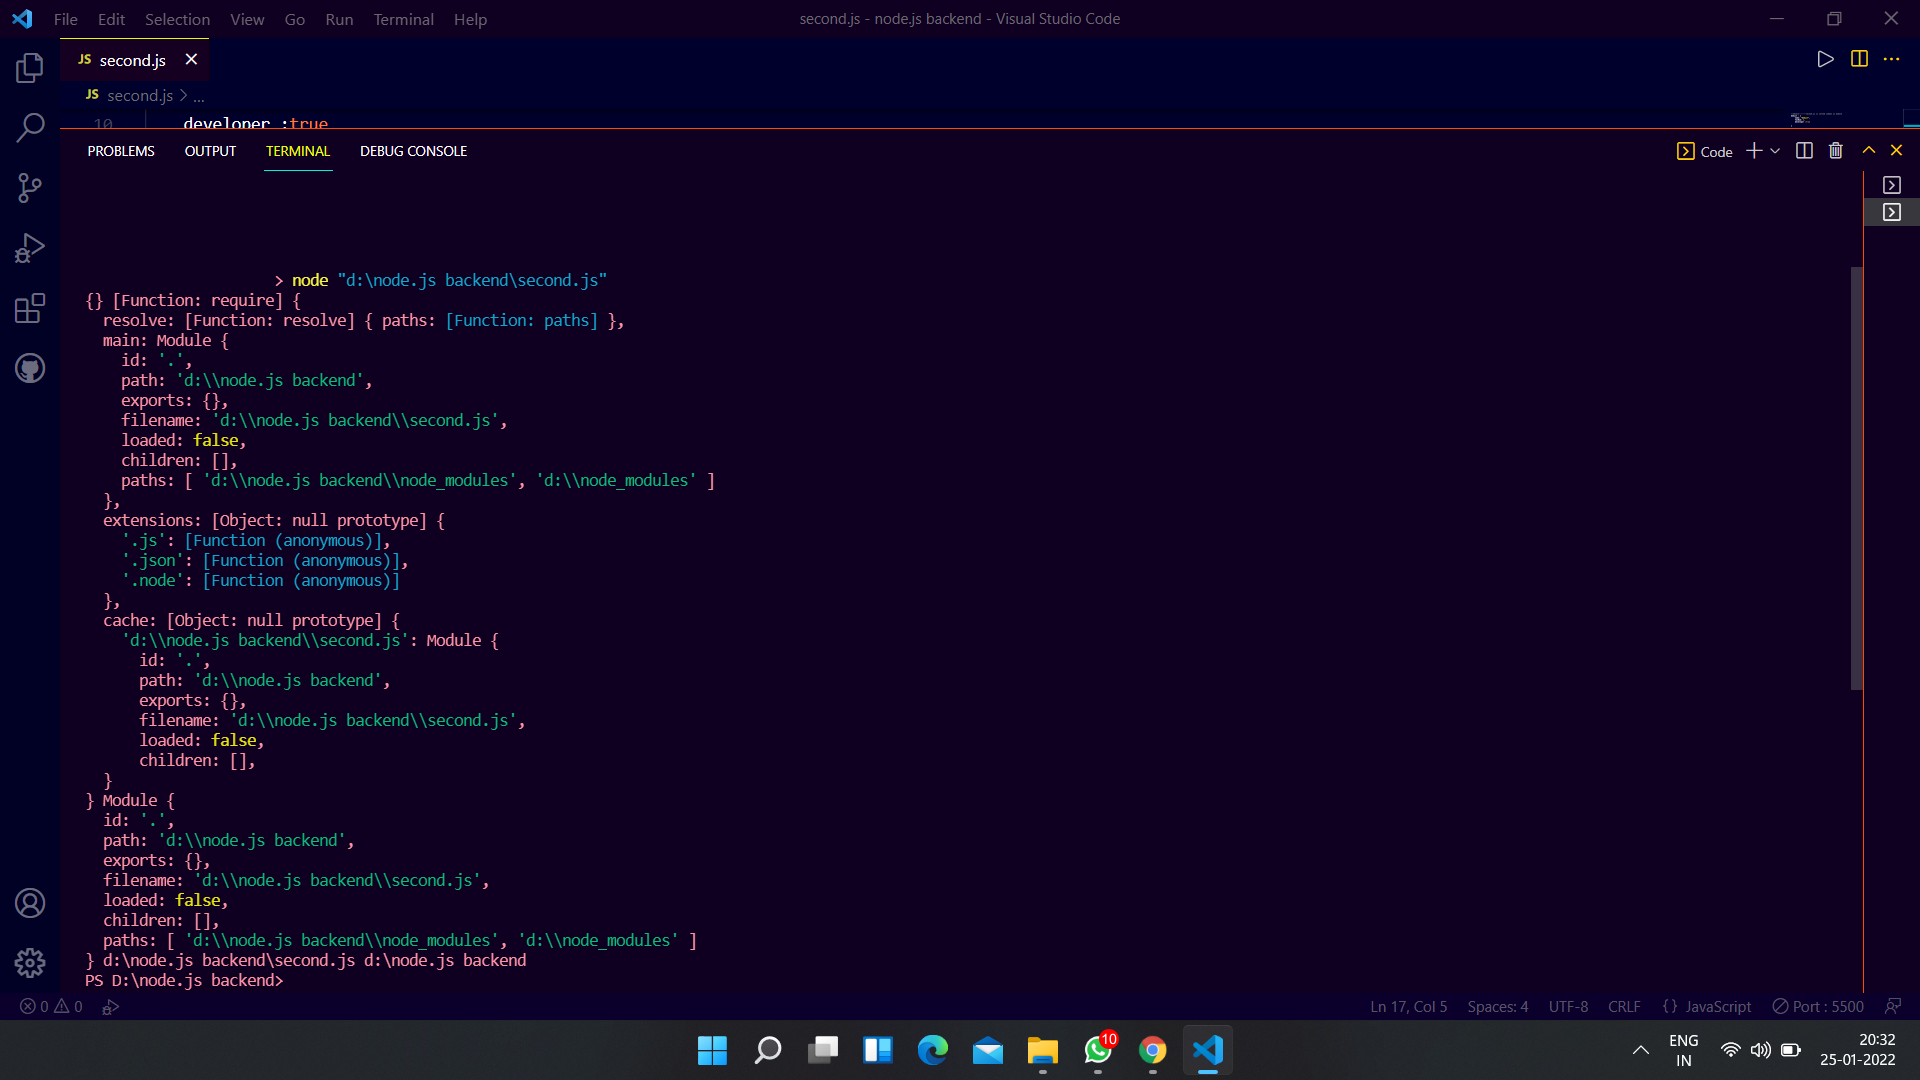 File Edit Selection View Go Run Terminal Help second.js - node.js backend - Visual Studio Code
JS second.js
JS second.js > ...
10 developer :true
PROBLEMS OUTPUT TERMINAL DEBUG CONSOLE Code
> node "d:\node.js backend\second.js"
{} [Function: require] {
  resolve: [Function: resolve] { paths: [Function: paths] },
  main: Module {
    id: '.',
    path: 'd:\\node.js backend',
    exports: {},
    filename: 'd:\\node.js backend\\second.js',
    loaded: false,
    children: [],
    paths: [ 'd:\\node.js backend\\node_modules', 'd:\\node_modules' ]
  },
  extensions: [Object: null prototype] {
    '.js': [Function (anonymous)],
    '.json': [Function (anonymous)],
    '.node': [Function (anonymous)]
  },
  cache: [Object: null prototype] {
    'd:\\node.js backend\\second.js': Module {
      id: '.',
      path: 'd:\\node.js backend',
      exports: {},
      filename: 'd:\\node.js backend\\second.js',
      loaded: false,
      children: [],
  }
} Module {
  id: '.',
  path: 'd:\\node.js backend',
  exports: {},
  filename: 'd:\\node.js backend\\second.js',
  loaded: false,
  children: [],
  paths: [ 'd:\\node.js backend\\node_modules', 'd:\\node_modules' ]
} d:\node.js backend\second.js d:\node.js backend
PS D:\node.js backend>
0 0 Ln 17, Col 5 Spaces: 4 UTF-8 CRLF {} JavaScript Port : 5500
10
ENG
IN
20:32
25-01-2022